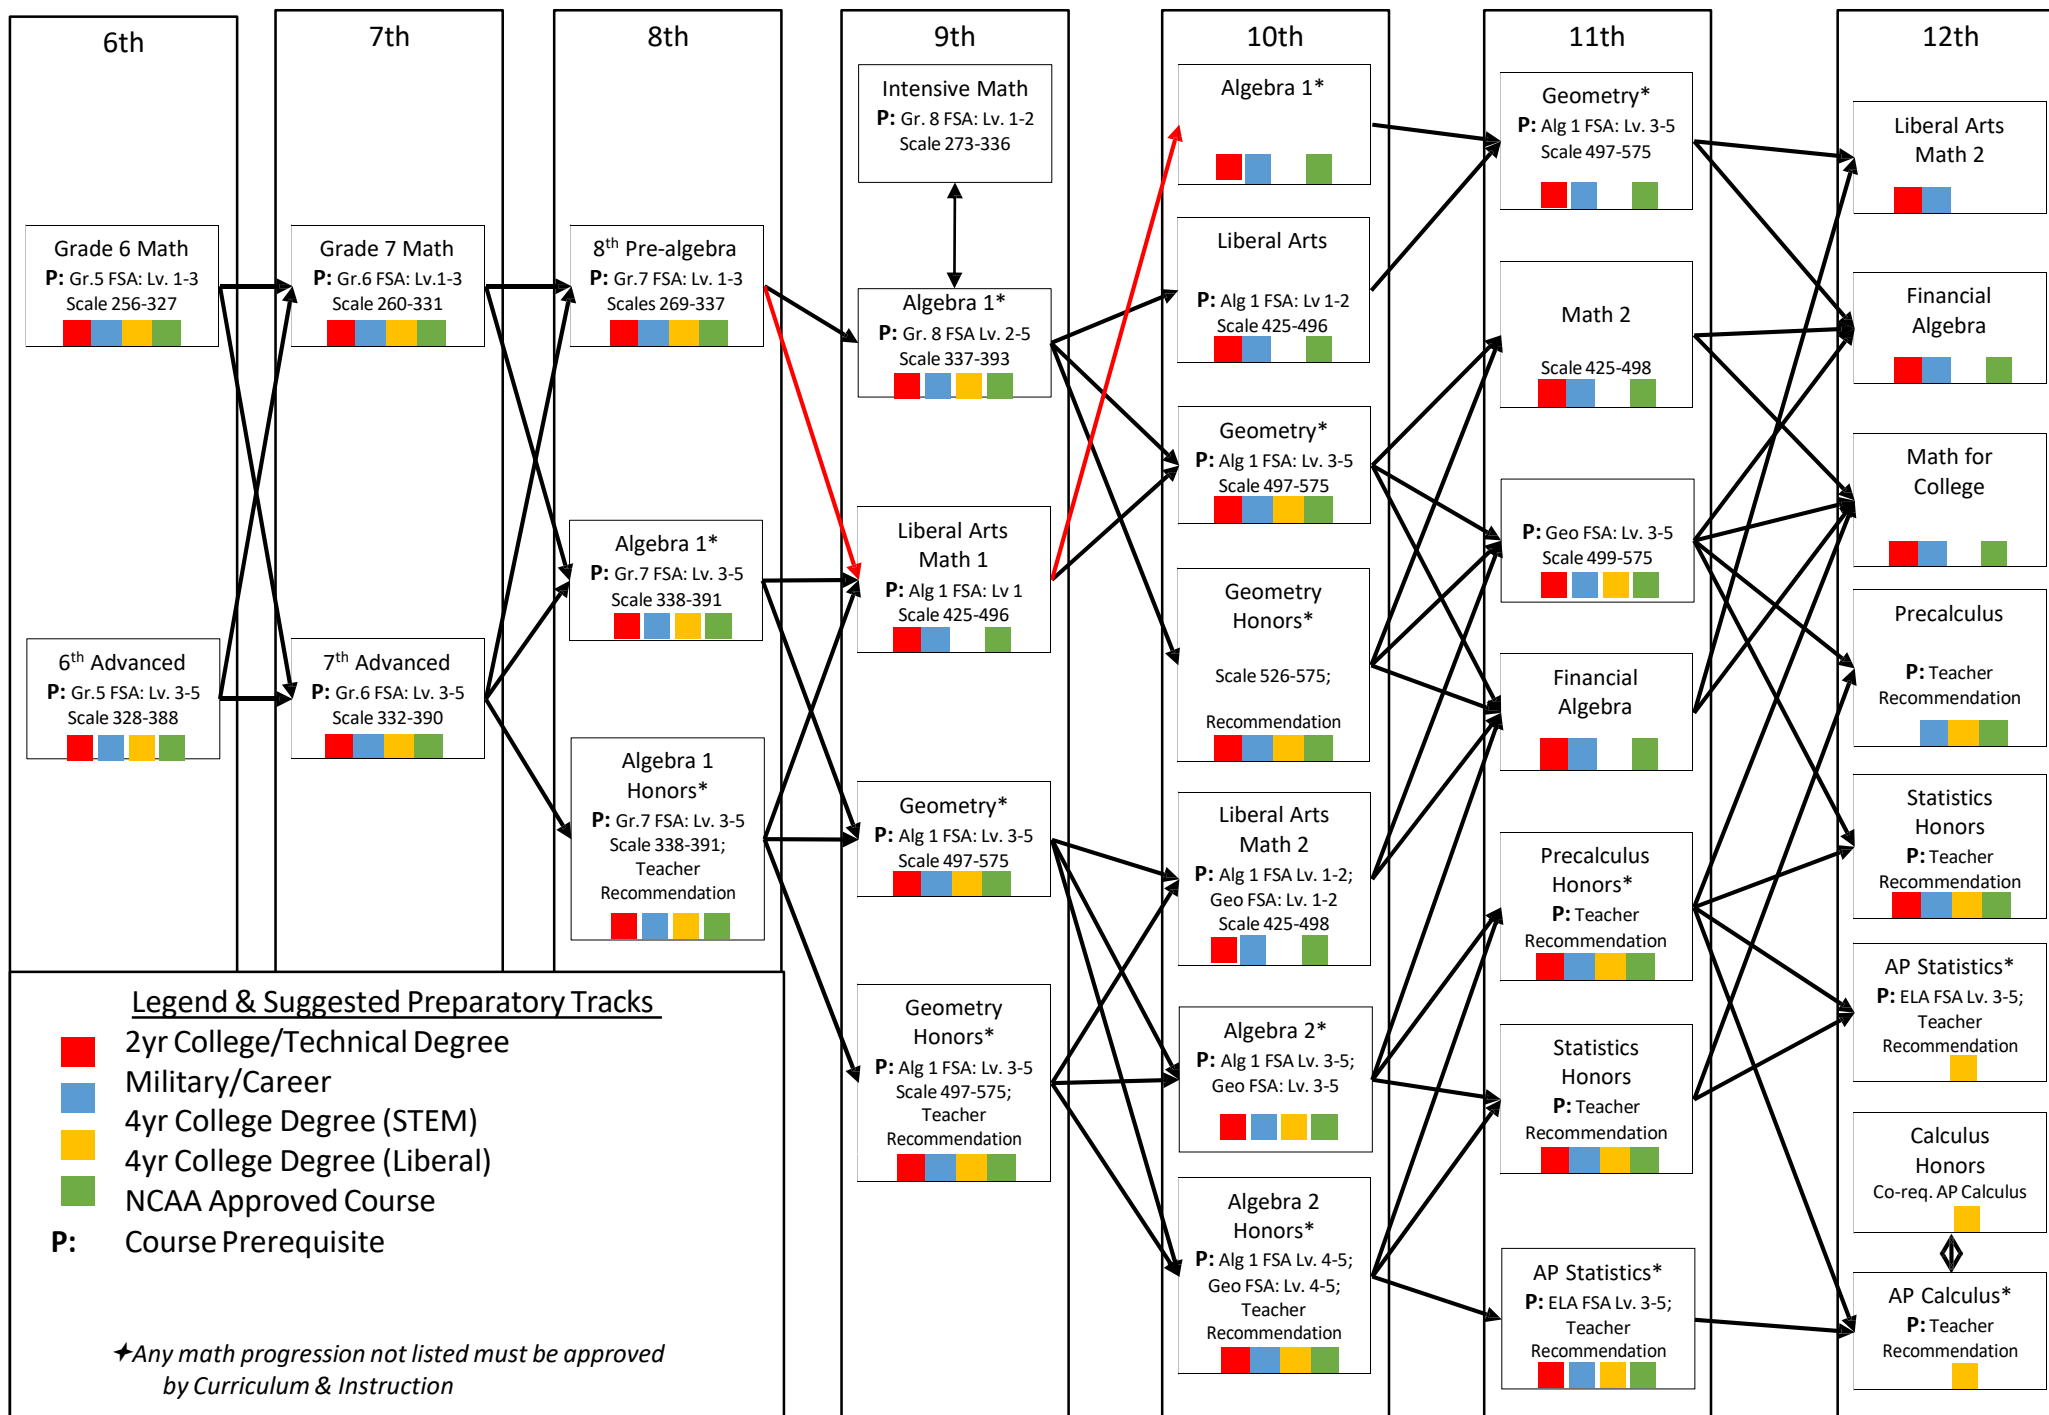 6th
Grade 6 Math
P: Gr.5 FSA: Lv. 1-3
Scale 256-327
6th Advanced
P: Gr.5 FSA: Lv. 3-5
Scale 328-388
7th
Grade 7 Math
P: Gr.6 FSA: Lv.1-3
Scale 260-331
7th Advanced
P: Gr.6 FSA: Lv. 3-5
Scale 332-390
8th
8th Pre-algebra
P: Gr.7 FSA: Lv. 1-3
Scales 269-337
Algebra 1*
P: Gr.7 FSA: Lv. 3-5
Scale 338-391
Algebra 1
Honors*
P: Gr.7 FSA: Lv. 3-5
Scale 338-391;
Teacher
Recommendation
9th
Intensive Math
P: Gr. 8 FSA: Lv. 1-2
Scale 273-336
Algebra 1*
P: Gr. 8 FSA Lv. 2-5
Scale 337-393
Liberal Arts
Math 1
P: Alg 1 FSA: Lv 1
Scale 425-496
Geometry*
P: Alg 1 FSA: Lv. 3-5
Scale 497-575
Geometry
Honors*
P: Alg 1 FSA: Lv. 3-5
Scale 497-575;
Teacher
Recommendation
10th
Algebra 1*
Liberal Arts
P: Alg 1 FSA: Lv 1-2
Scale 425-496
Geometry*
P: Alg 1 FSA: Lv. 3-5
Scale 497-575
Geometry
Honors*
Scale 526-575;
Recommendation
Liberal Arts
Math 2
P: Alg 1 FSA Lv. 1-2;
Geo FSA: Lv. 1-2
Scale 425-498
Algebra 2*
P: Alg 1 FSA Lv. 3-5;
Geo FSA: Lv. 3-5
Algebra 2
Honors*
P: Alg 1 FSA Lv. 4-5;
Geo FSA: Lv. 4-5;
Teacher
Recommendation
11th
Geometry*
P: Alg 1 FSA: Lv. 3-5
Scale 497-575
Math 2
Scale 425-498
P: Geo FSA: Lv. 3-5
Scale 499-575
Financial
Algebra
Precalculus
Honors*
P: Teacher
Recommendation
Statistics
Honors
P: Teacher
Recommendation
AP Statistics*
P: ELA FSA Lv. 3-5;
Teacher
Recommendation
12th
Liberal Arts
Math 2
Financial
Algebra
Math for
College
Precalculus
P: Teacher
Recommendation
Statistics
Honors
P: Teacher
Recommendation
AP Statistics*
P: ELA FSA Lv. 3-5;
Teacher
Recommendation
Calculus
Honors
Co-req. AP Calculus
AP Calculus*
P: Teacher
Recommendation
Legend & Suggested Preparatory Tracks
2yr College/Technical Degree
Military/Career
4yr College Degree (STEM)
4yr College Degree (Liberal)
NCAA Approved Course
P: Course Prerequisite
✦Any math progression not listed must be approved
by Curriculum & Instruction